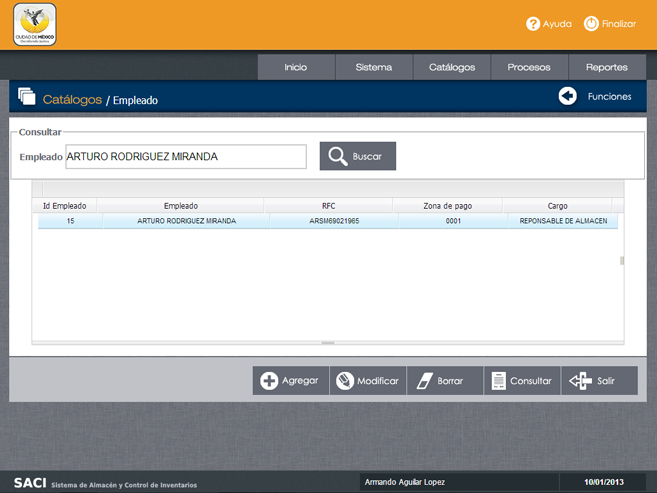 CIUDAD DE MÉXICO
Ayuda
Finalizar
Inicio
Sistema
Catálogos
Procesos
Reportes
Catálogos / Empleado
Funciones
Consultar
Empleado ARTURO RODRIGUEZ MIRANDA
Buscar
Id Empleado Empleado RFC Zona de pago Cargo
15 ARTURO RODRIGUEZ MIRANDA ARSM69021965 0001 REPONSABLE DE ALMACEN
Agregar
Modificar
Borrar
Consultar
Salir
SACI Sistema de Almacén y Control de Inventarios
Armando Aguilar Lopez
10/01/2013